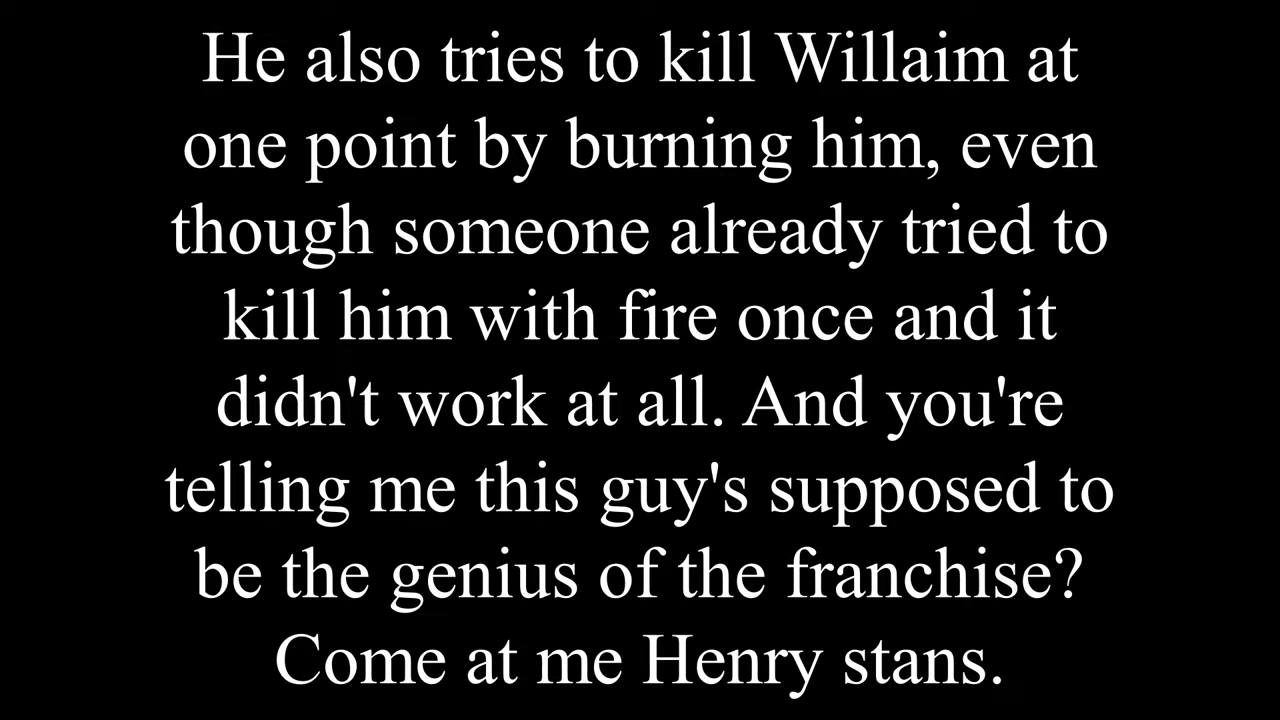 He also tries to kill Willaim at
one point by burning him, even
though someone already tried to
kill him with fire once and it
didn't work at all. And you're
telling me this guy's supposed to
be the genius of the franchise?
Come at me Henry stans.